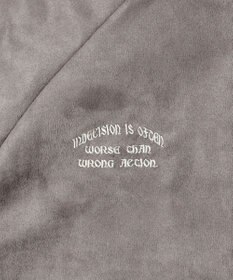 INDECISION IS OFTEN
WORSE THAN
WRONG ACTION.